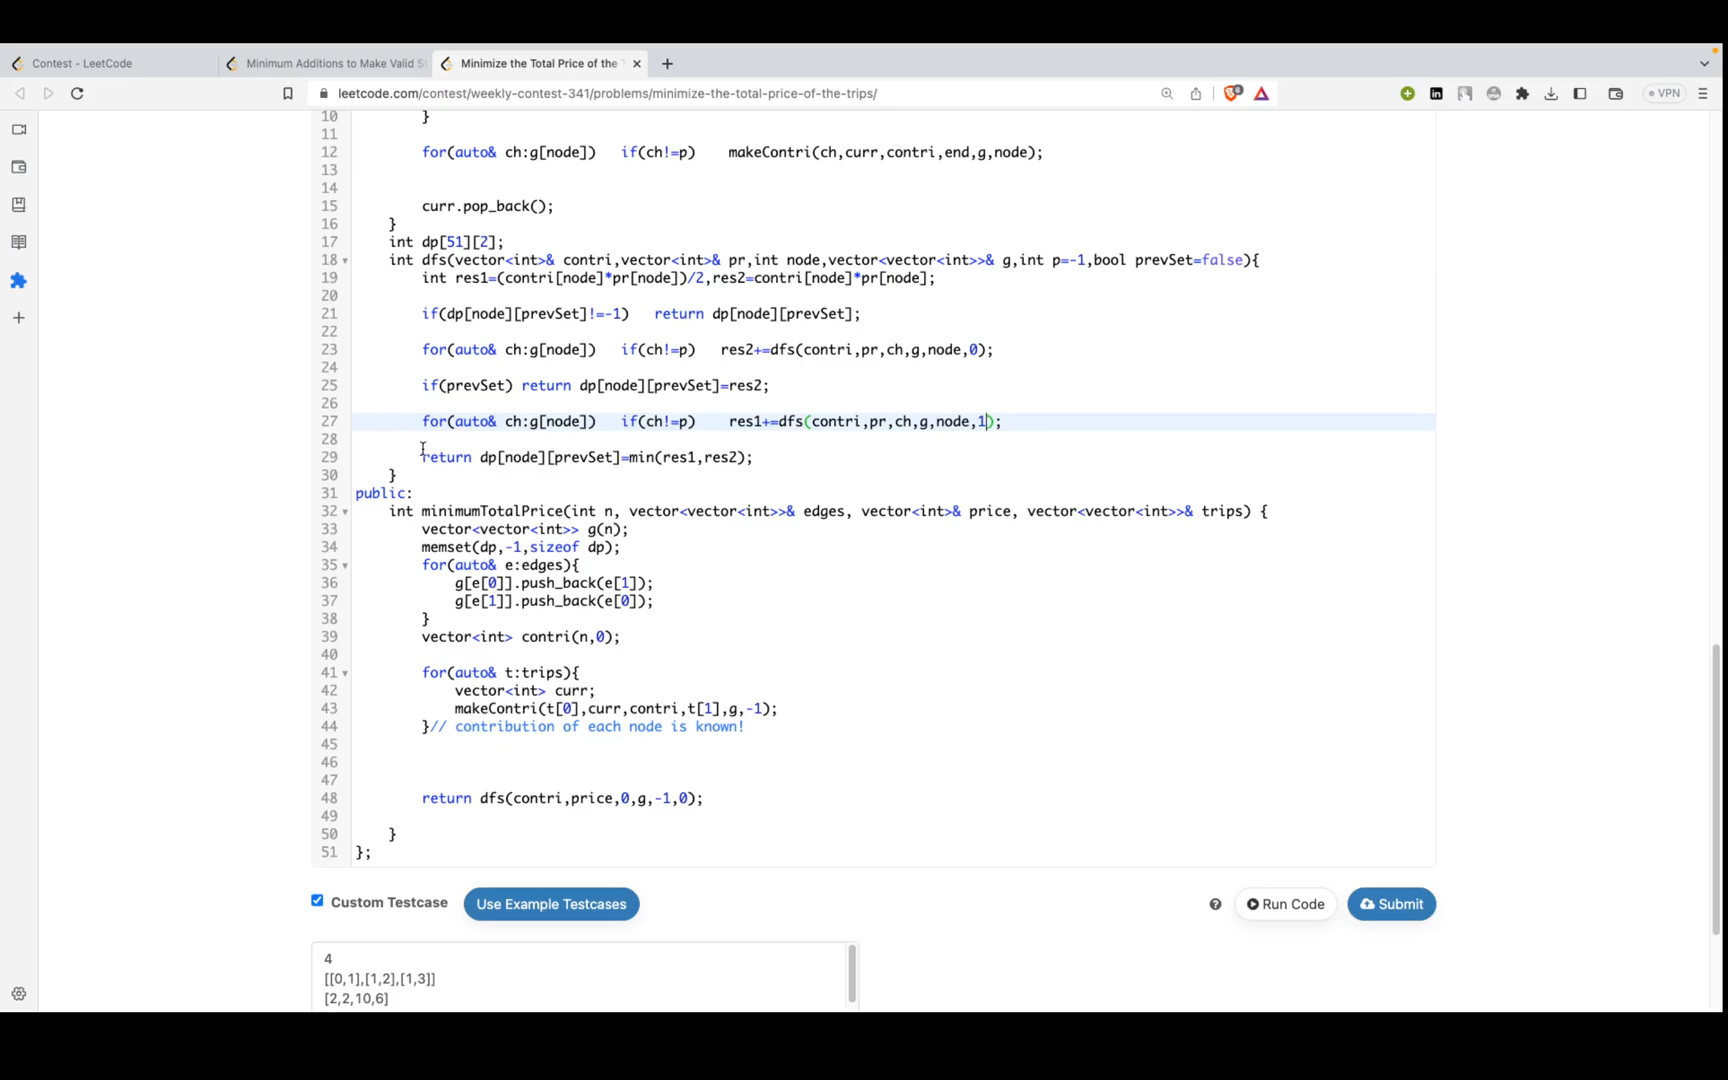 Contest - LeetCode
Minimum Additions to Make Valid S
Minimize the Total Price of the T
leetcode.com/contest/weekly-contest-341/problems/minimize-the-total-price-of-the-trips/
6
VPN
10 }
11
12 for(auto& ch:g[node]) if(ch!=p) makeContri(ch,curr,contri,end,g,node);
13
14
15 curr.pop_back();
16 }
17 int dp[51][2];
18 int dfs(vector<int>& contri,vector<int>& pr,int node,vector<vector<int>>& g,int p=-1,bool prevSet=false){
19 int res1=(contri[node]*pr[node])/2,res2=contri[node]*pr[node];
20
21 if(dp[node][prevSet]!=-1) return dp[node][prevSet];
22
23 for(auto& ch:g[node]) if(ch!=p) res2+=dfs(contri,pr,ch,g,node,0);
24
25 if(prevSet) return dp[node][prevSet]=res2;
26
27 for(auto& ch:g[node]) if(ch!=p) res1+=dfs(contri,pr,ch,g,node,1);
28
29 return dp[node][prevSet]=min(res1,res2);
30 }
31 public:
32 int minimumTotalPrice(int n, vector<vector<int>>& edges, vector<int>& price, vector<vector<int>>& trips) {
33 vector<vector<int>> g(n);
34 memset(dp,-1,sizeof dp);
35 for(auto& e:edges){
36 g[e[0]].push_back(e[1]);
37 g[e[1]].push_back(e[0]);
38 }
39 vector<int> contri(n,0);
40
41 for(auto& t:trips){
42 vector<int> curr;
43 makeContri(t[0],curr,contri,t[1],g,-1);
44 }// contribution of each node is known!
45
46
47
48 return dfs(contri,price,0,g,-1,0);
49
50 }
51 };
Custom Testcase
Use Example Testcases
Run Code
Submit
4
[[0,1],[1,2],[1,3]]
[2,2,10,6]